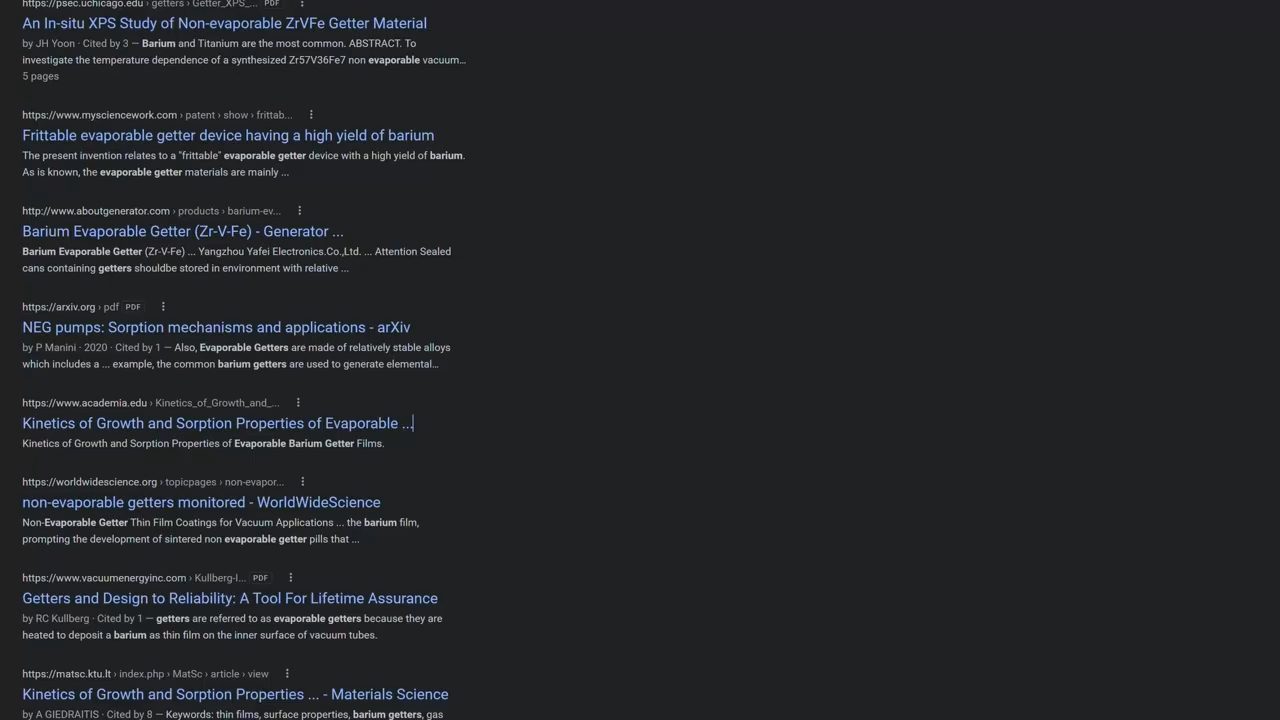 https://psec.uchicago.edu › getters › Getter_XPS_... PDF
An In-situ XPS Study of Non-evaporable ZrVFe Getter Material
by JH Yoon · Cited by 3 — Barium and Titanium are the most common. ABSTRACT. To
investigate the temperature dependence of a synthesized Zr57V36Fe7 non evaporable vacuum...
5 pages
https://www.mysciencework.com › patent › show › frittab...
Frittable evaporable getter device having a high yield of barium
The present invention relates to a "frittable" evaporable getter device with a high yield of barium.
As is known, the evaporable getter materials are mainly ...
http://www.aboutgenerator.com › products › barium-ev...
Barium Evaporable Getter (Zr-V-Fe) - Generator ...
Barium Evaporable Getter (Zr-V-Fe) ... Yangzhou Yafei Electronics.Co.,Ltd. ... Attention Sealed
cans containing getters shouldbe stored in environment with relative ...
https://arxiv.org › pdf PDF
NEG pumps: Sorption mechanisms and applications - arXiv
by P Manini · 2020 · Cited by 1 — Also, Evaporable Getters are made of relatively stable alloys
which includes a ... example, the common barium getters are used to generate elemental...
https://www.academia.edu › Kinetics_of_Growth_and_...
Kinetics of Growth and Sorption Properties of Evaporable ...
Kinetics of Growth and Sorption Properties of Evaporable Barium Getter Films.
https://worldwidescience.org › topicpages › non-evapor...
non-evaporable getters monitored - WorldWideScience
Non-Evaporable Getter Thin Film Coatings for Vacuum Applications ... the barium film,
prompting the development of sintered non evaporable getter pills that ...
https://www.vacuumenergyinc.com › Kullberg-I... PDF
Getters and Design to Reliability: A Tool For Lifetime Assurance
by RC Kullberg · Cited by 1 — getters are referred to as evaporable getters because they are
heated to deposit a barium as thin film on the inner surface of vacuum tubes.
https://matsc.ktu.lt › index.php › MatSc › article › view
Kinetics of Growth and Sorption Properties ... - Materials Science
by A GIEDRAITIS · Cited by 8 — Keywords: thin films, surface properties, barium getters, gas